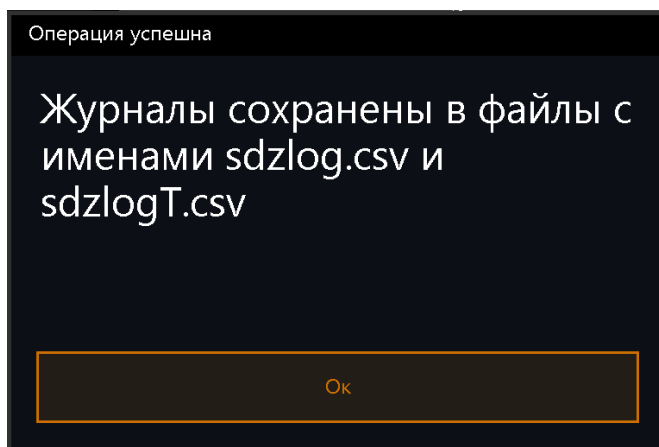 Операция успешна
Журналы сохранены в файлы с
именами sdzlog.csv и
sdzlogT.csv
Ок